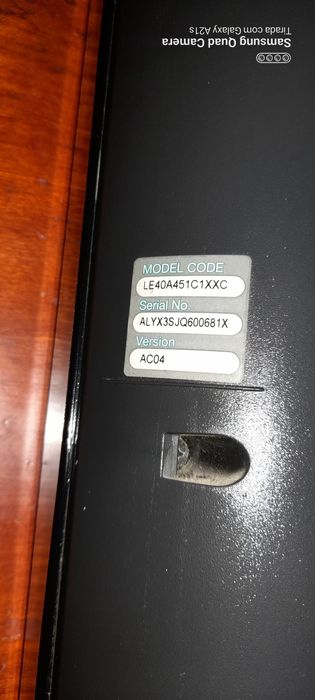 Samsung Quad Camera
Tirada com Galaxy A21s
MODEL CODE
LE40A451C1XXC
Serial No.
ALYX3SJQ600681X
Version
AC04